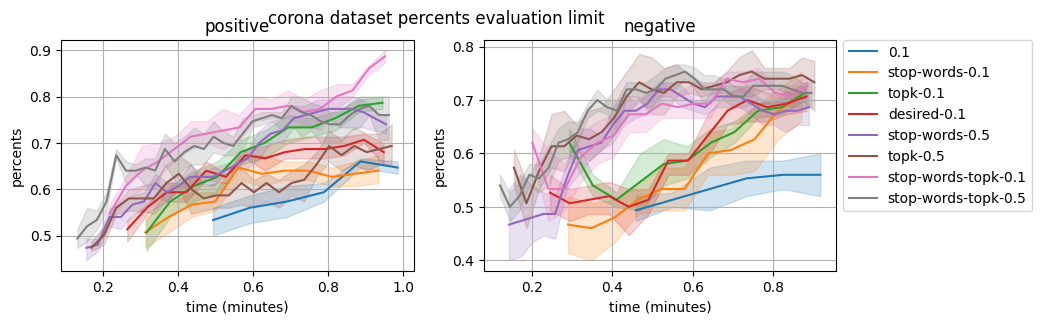 corona dataset percents evaluation limit
positive
negative
percents
0.9
0.8
0.7
0.6
0.5
0.2
0.4
0.6
0.8
1.0
time (minutes)
percents
0.8
0.7
0.6
0.5
0.4
0.2
0.4
0.6
0.8
time (minutes)
0.1
stop-words-0.1
topk-0.1
desired-0.1
stop-words-0.5
topk-0.5
stop-words-topk-0.1
stop-words-topk-0.5